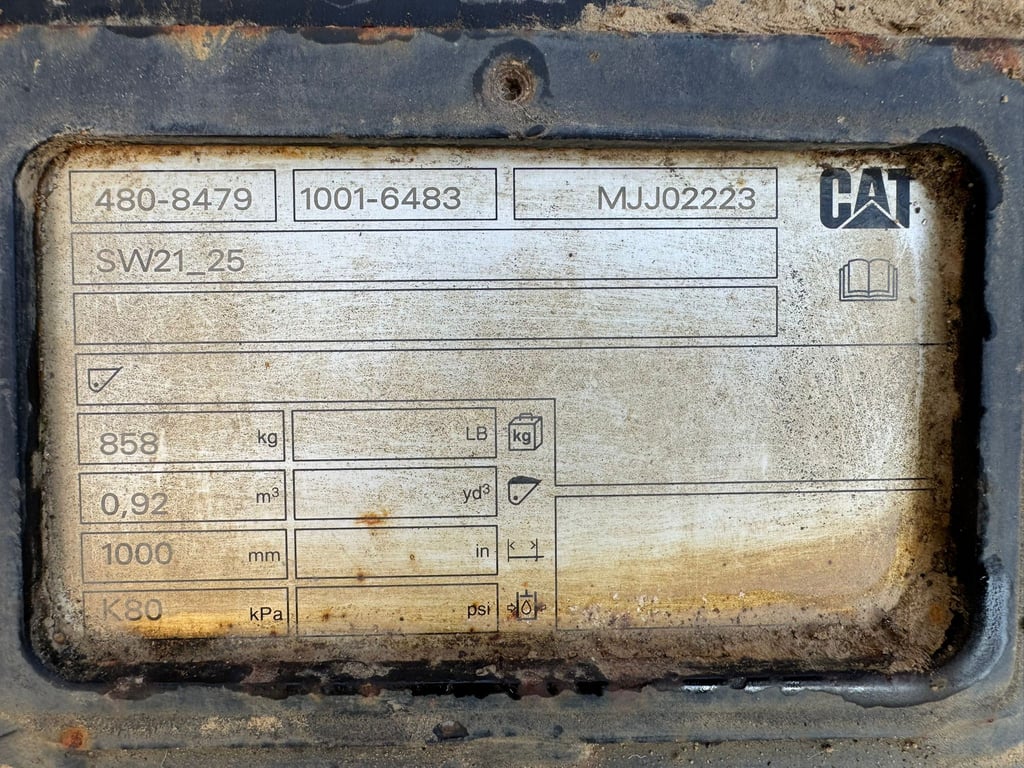 480-8479 1001-6483 MJJ02223 CAT
SW21_25
858 kg LB kg
0,92 m³ yd³
1000 mm in
K80 kPa psi